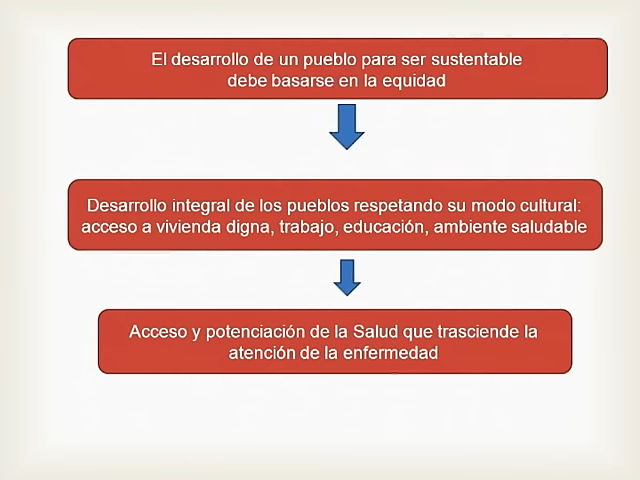 El desarrollo de un pueblo para ser sustentable
debe basarse en la equidad
Desarrollo integral de los pueblos respetando su modo cultural:
acceso a vivienda digna, trabajo, educación, ambiente saludable
Acceso y potenciación de la Salud que trasciende la
atención de la enfermedad